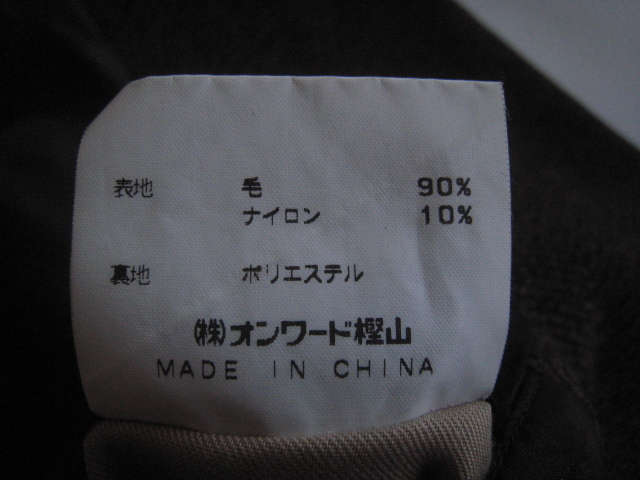 表地 毛 90%
ナイロン 10%
裏地 ポリエステル
㈱オンワード樫山
MADE IN CHINA